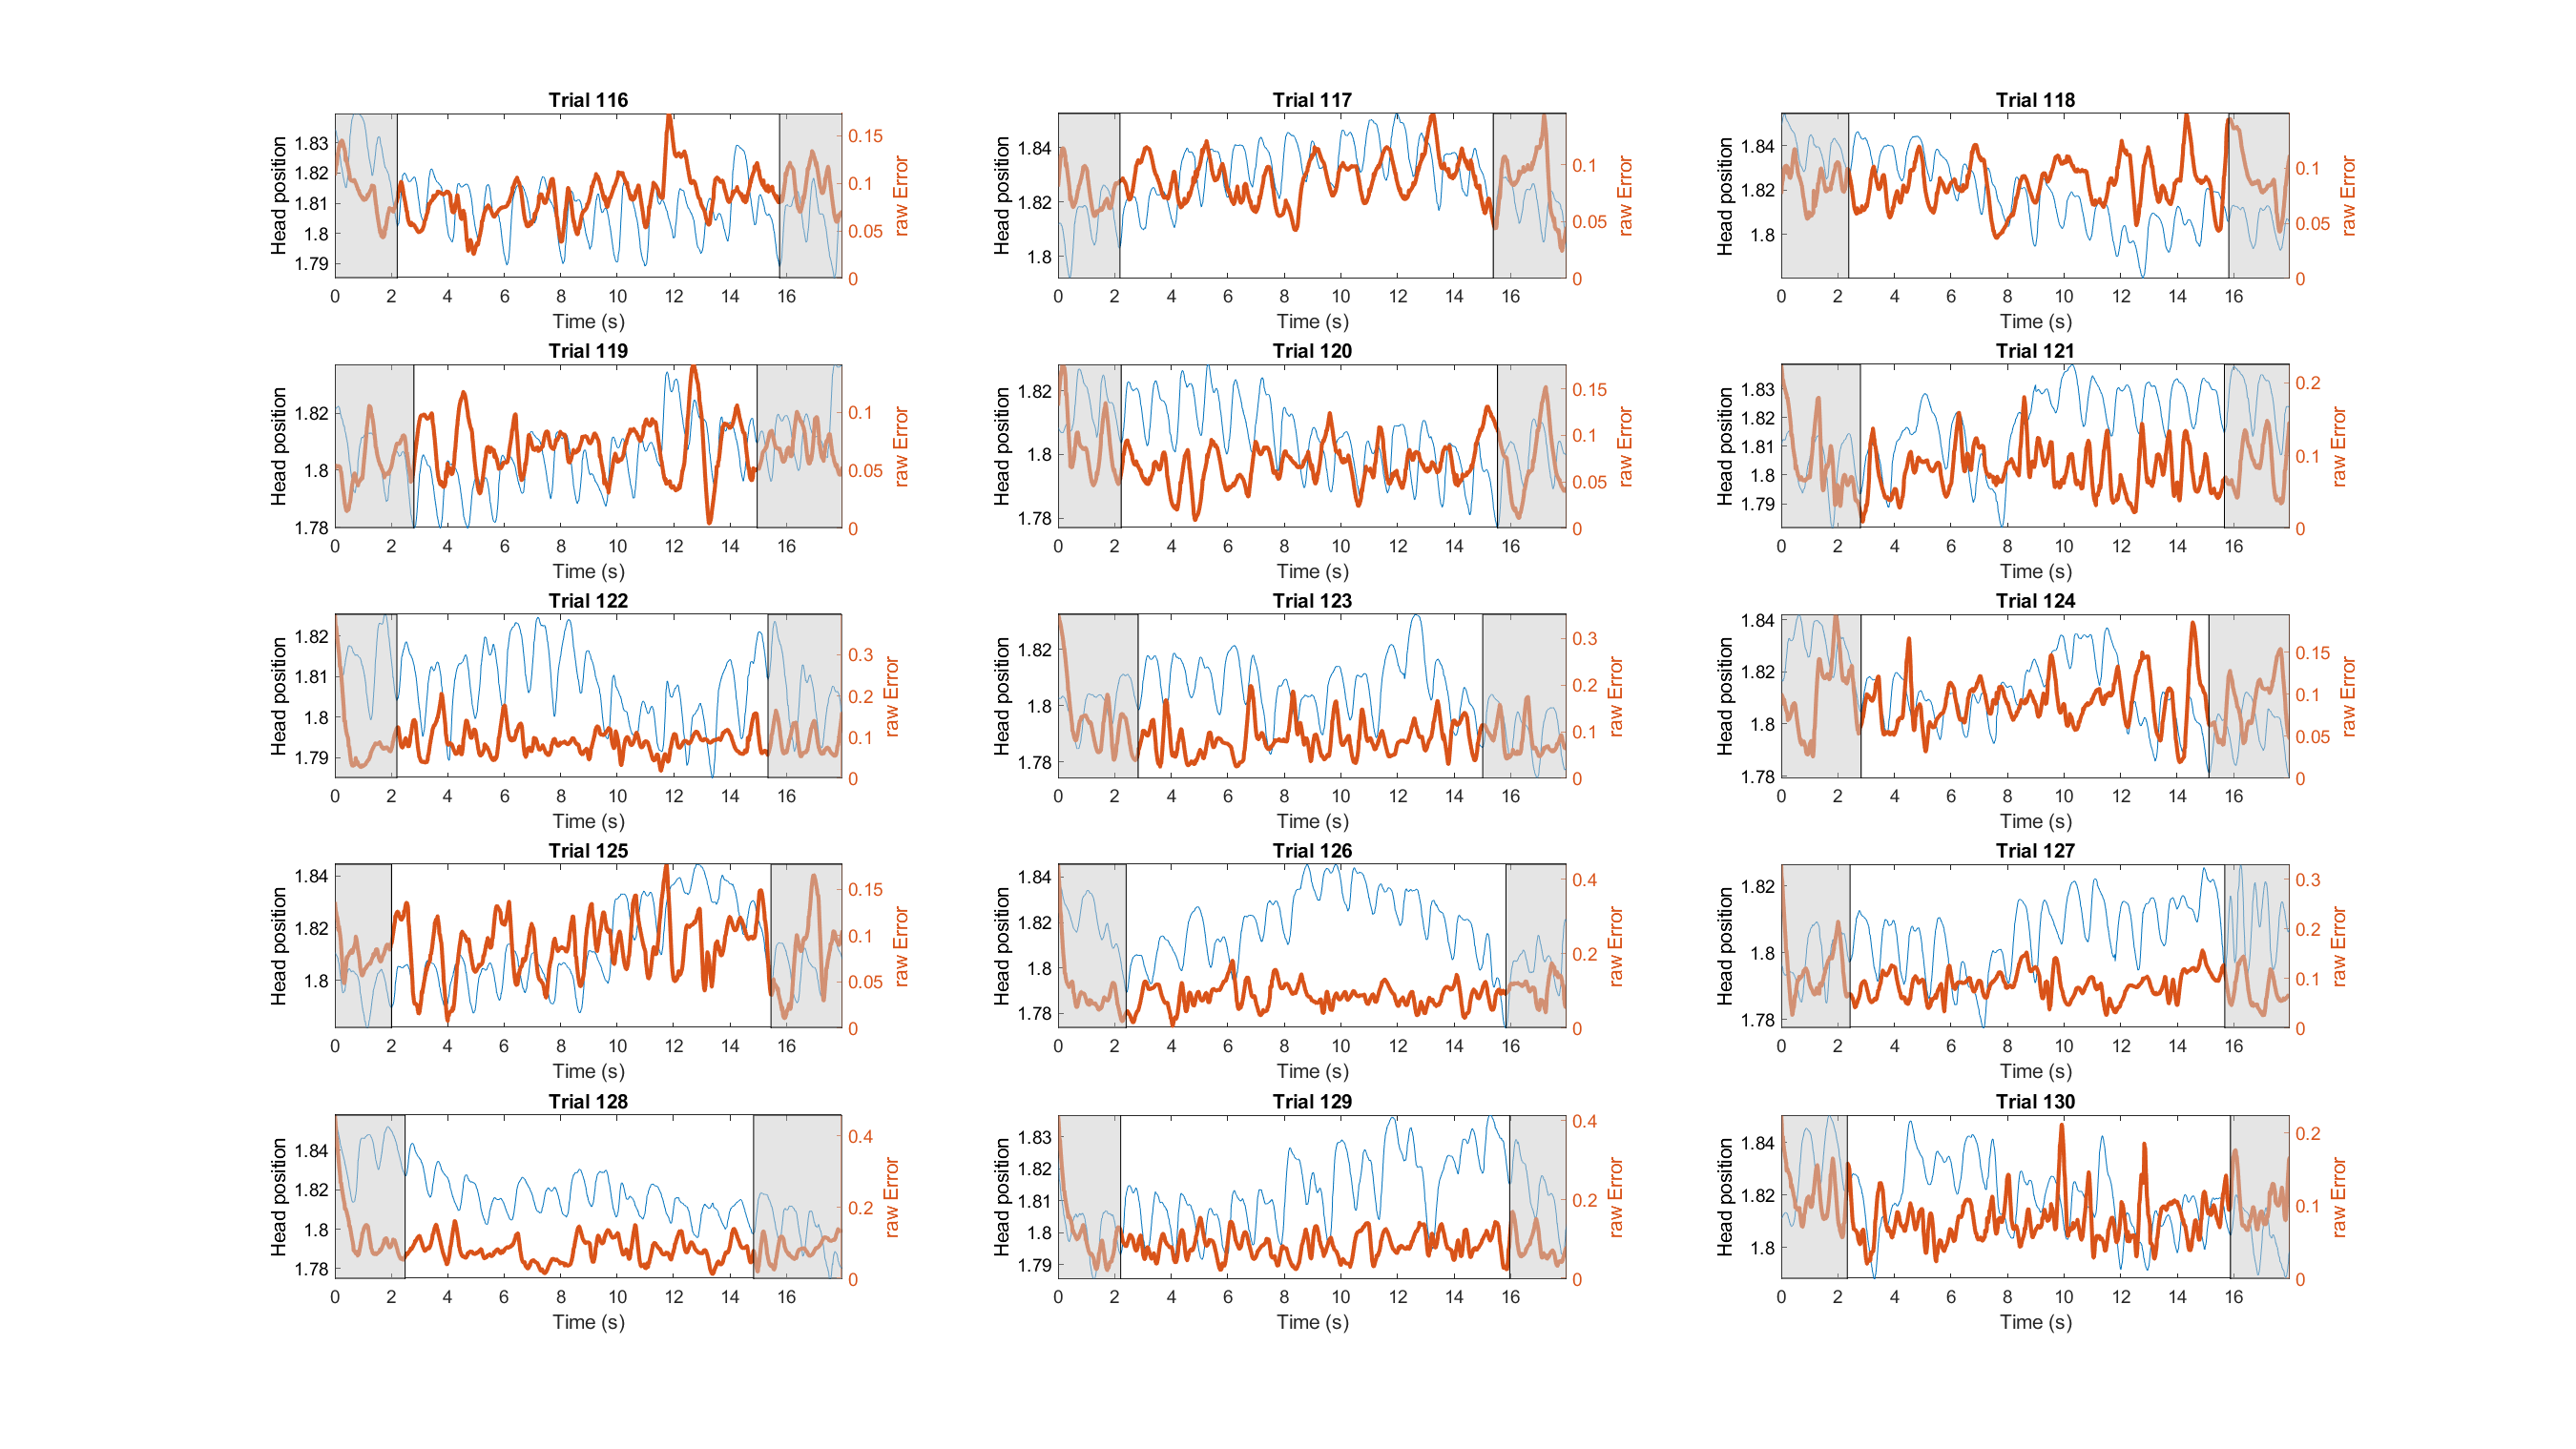 Trial 116
Head position
1.83
1.82
1.81
1.8
1.79
0.15
0.1
0.05
0
raw Error
0 2 4 6 8 10 12 14 16
Time (s)
Trial 117
Head position
1.84
1.82
1.8
0.1
0.05
0
raw Error
0 2 4 6 8 10 12 14 16
Time (s)
Trial 118
Head position
1.84
1.82
1.8
0.1
0.05
0
raw Error
0 2 4 6 8 10 12 14 16
Time (s)
Trial 119
Head position
1.82
1.8
1.78
0.1
0.05
0
raw Error
0 2 4 6 8 10 12 14 16
Time (s)
Trial 120
Head position
1.82
1.8
1.78
0.15
0.1
0.05
0
raw Error
0 2 4 6 8 10 12 14 16
Time (s)
Trial 121
Head position
1.83
1.82
1.81
1.8
1.79
0.2
0.1
0
raw Error
0 2 4 6 8 10 12 14 16
Time (s)
Trial 122
Head position
1.82
1.81
1.8
1.79
0.3
0.2
0.1
0
raw Error
0 2 4 6 8 10 12 14 16
Time (s)
Trial 123
Head position
1.82
1.8
1.78
0.3
0.2
0.1
0
raw Error
0 2 4 6 8 10 12 14 16
Time (s)
Trial 124
Head position
1.84
1.82
1.8
1.78
0.15
0.1
0.05
0
raw Error
0 2 4 6 8 10 12 14 16
Time (s)
Trial 125
Head position
1.84
1.82
1.8
0.15
0.1
0.05
0
raw Error
0 2 4 6 8 10 12 14 16
Time (s)
Trial 126
Head position
1.84
1.82
1.8
1.78
0.4
0.2
0
raw Error
0 2 4 6 8 10 12 14 16
Time (s)
Trial 127
Head position
1.82
1.8
1.78
0.3
0.2
0.1
0
raw Error
0 2 4 6 8 10 12 14 16
Time (s)
Trial 128
Head position
1.84
1.82
1.8
1.78
0.4
0.2
0
raw Error
0 2 4 6 8 10 12 14 16
Time (s)
Trial 129
Head position
1.83
1.82
1.81
1.8
1.79
0.4
0.2
0
raw Error
0 2 4 6 8 10 12 14 16
Time (s)
Trial 130
Head position
1.84
1.82
1.8
0.2
0.1
0
raw Error
0 2 4 6 8 10 12 14 16
Time (s)